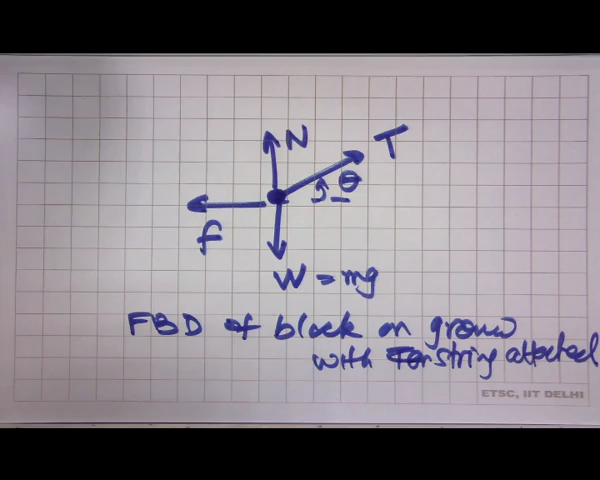 N
T
θ
f
W = mg
FBD of block on ground
with string attached
ETSC, IIT DELHI